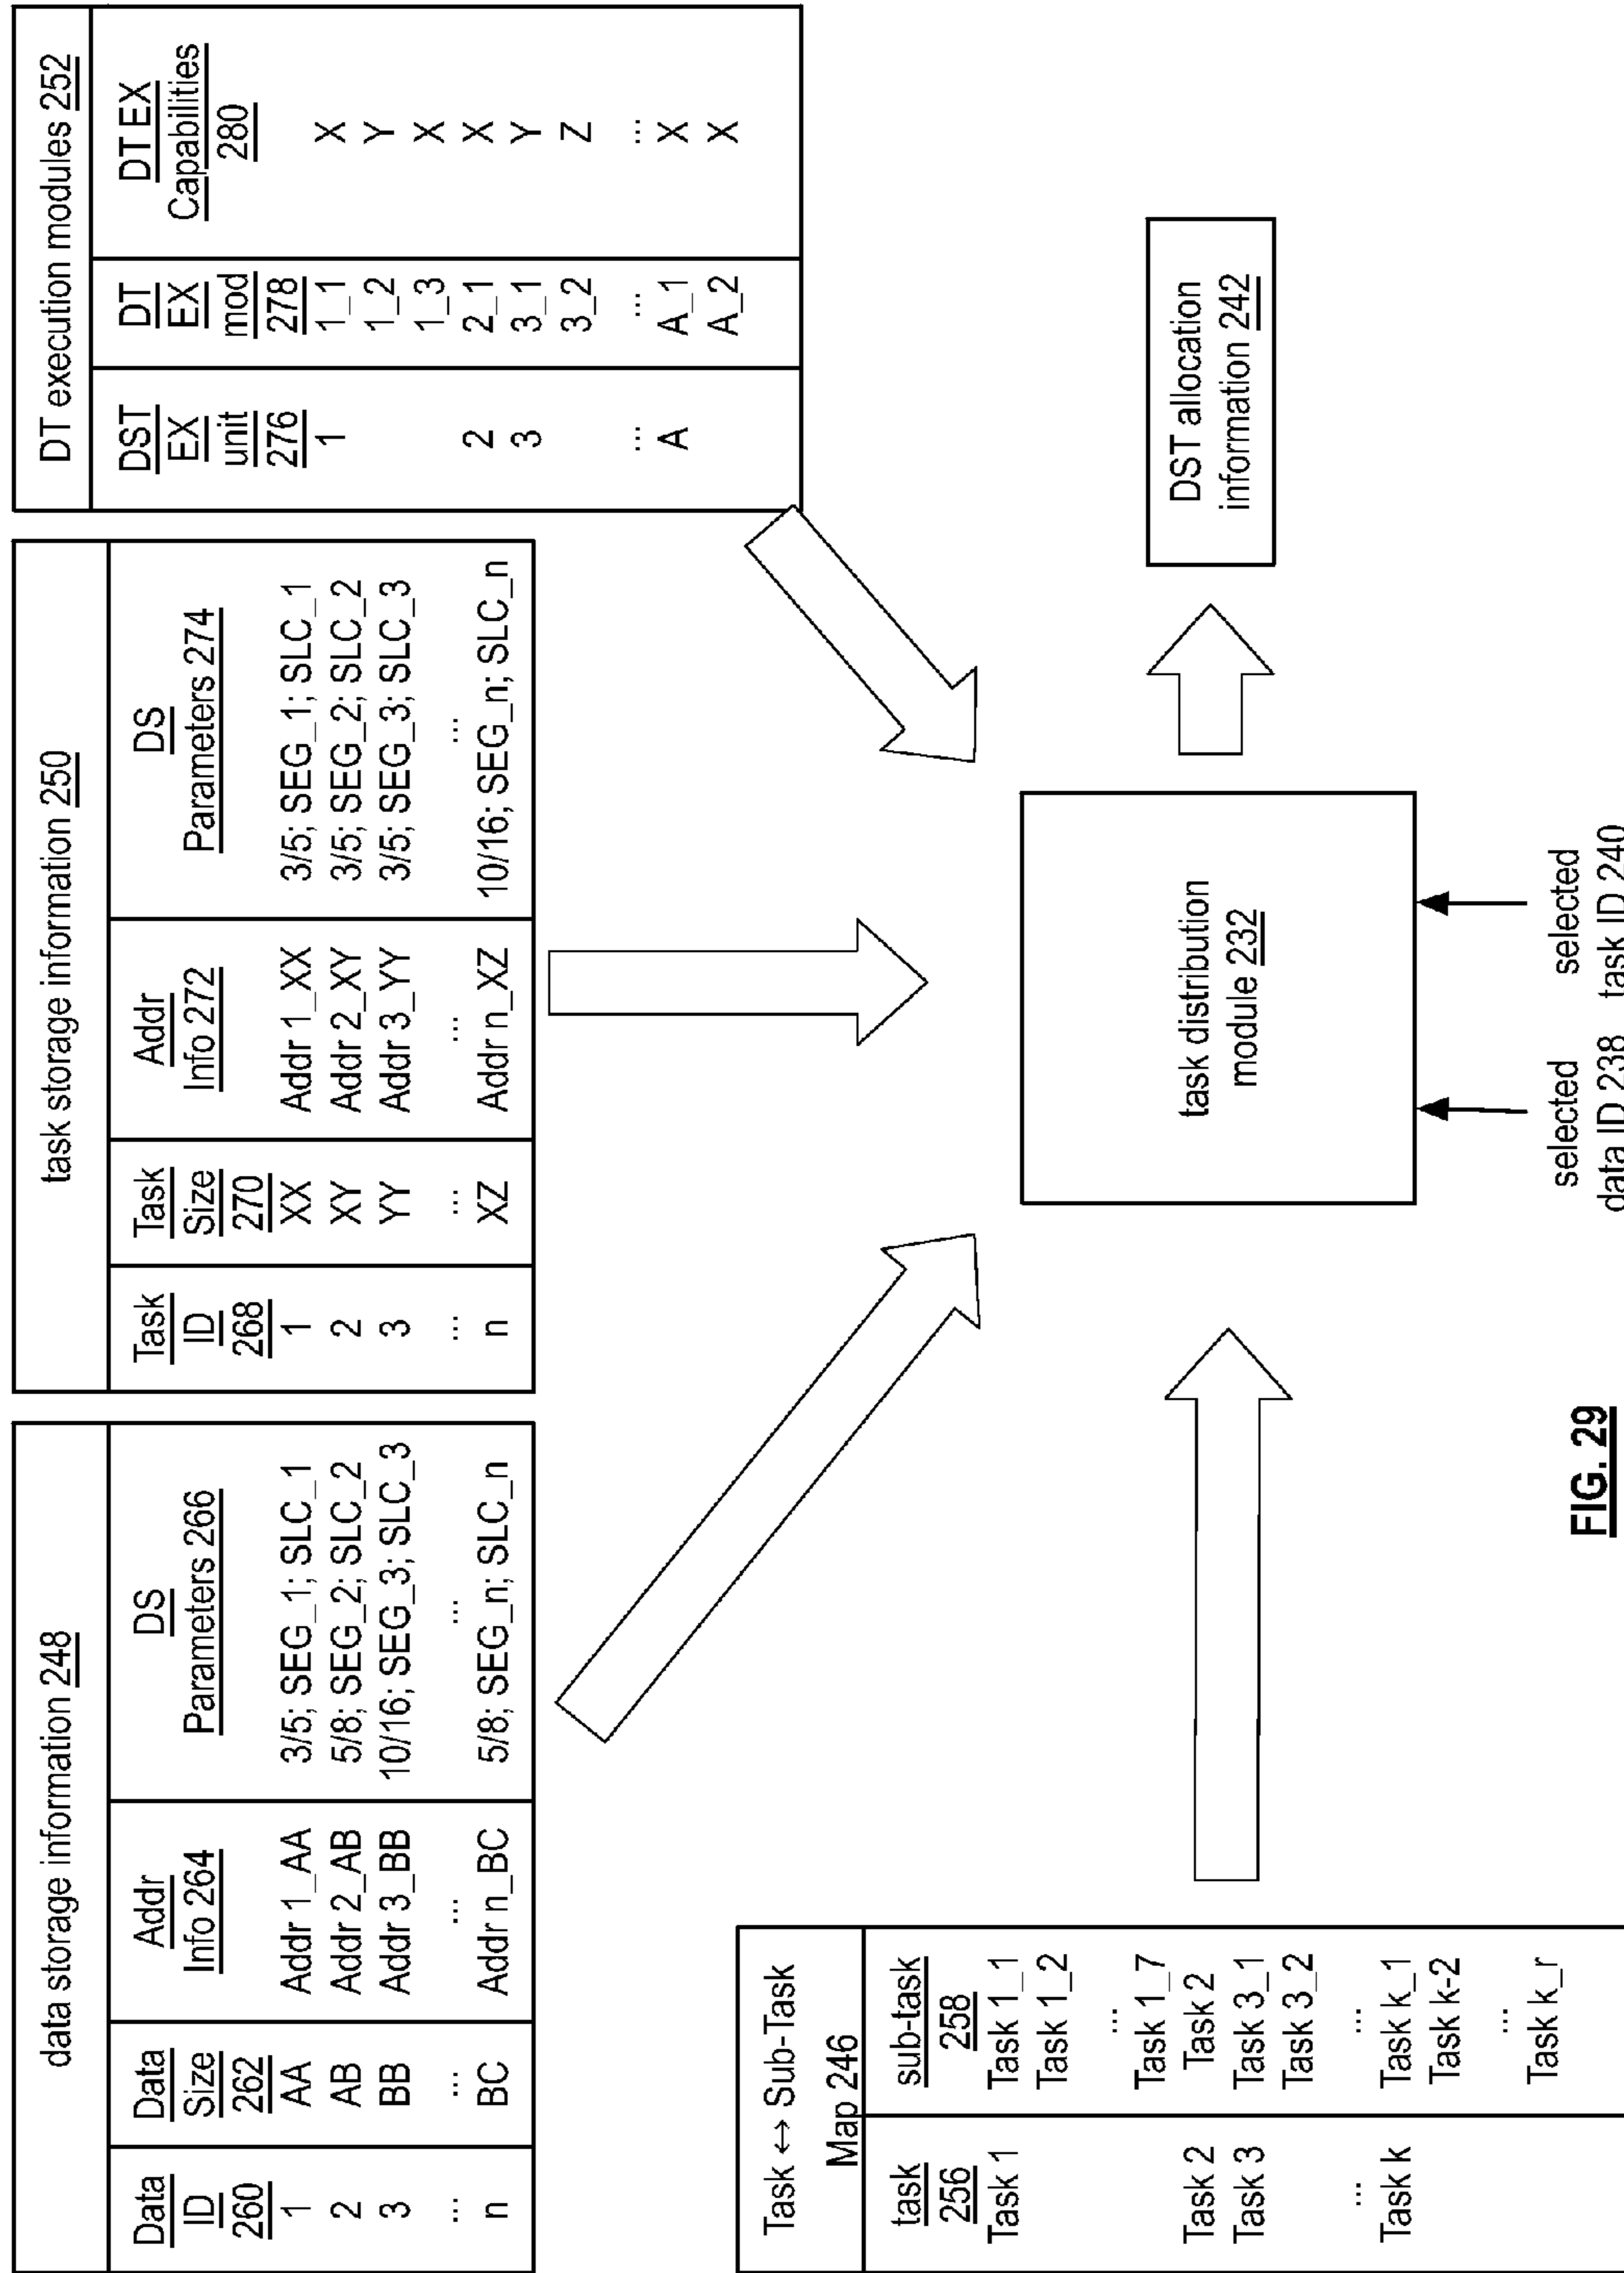 data storage information 248
Data ID 260 Data Size 262 Addr Info 264 DS Parameters 266
1 AA Addr 1_AA 3/5; SEG_1; SLC_1
2 AB Addr 2_AB 5/8; SEG_2; SLC_2
3 BB Addr 3_BB 10/16; SEG_3; SLC_3
... ... ... ...
n BC Addr n_BC 5/8; SEG_n; SLC_n
task storage information 250
Task ID 268 Task Size 270 Addr Info 272 DS Parameters 274
1 XX Addr 1_XX 3/5; SEG_1; SLC_1
2 XY Addr 2_XY 3/5; SEG_2; SLC_2
3 YY Addr 3_YY 3/5; SEG_3; SLC_3
... ... ... ...
n XZ Addr n_XZ 10/16; SEG_n; SLC_n
DT execution modules 252
DST EX unit 276 DT EX mod 278 DT EX Capabilities 280
1 1_1 X
1_2 Y
1_3 X
2 2_1 X
3 3_1 Y
3_2 Z
... ... ...
A A_1 X
A_2 X
Task ↔ Sub-Task
Map 246
task 256 sub-task 258
Task 1 Task 1_1
Task 1_2
...
Task 1_7
Task 2 Task 2
Task 3 Task 3_1
Task 3_2
... ...
Task k Task k_1
Task k-2
...
Task k_r
task distribution
module 232
DST allocation
information 242
selected
data ID 238
selected
task ID 240
FIG. 29